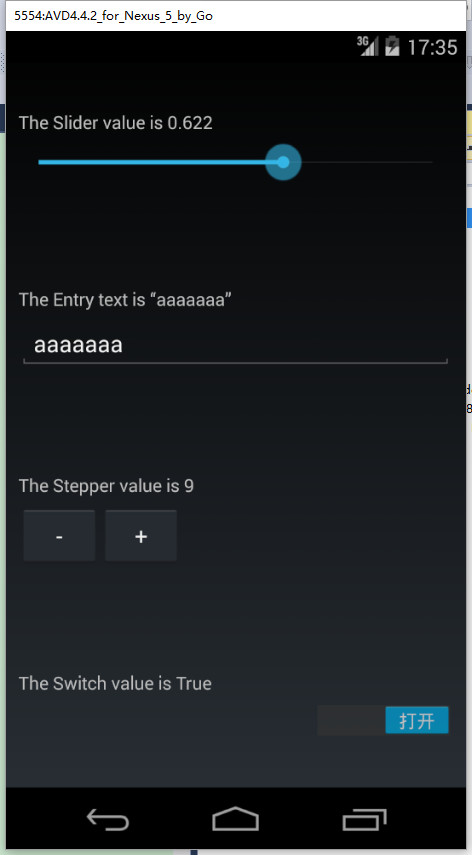 5554:AVD4.4.2_for_Nexus_5_by_Go
3G 17:35
The Slider value is 0.622
The Entry text is “aaaaaaa”
aaaaaaa
The Stepper value is 9
- +
The Switch value is True
打开